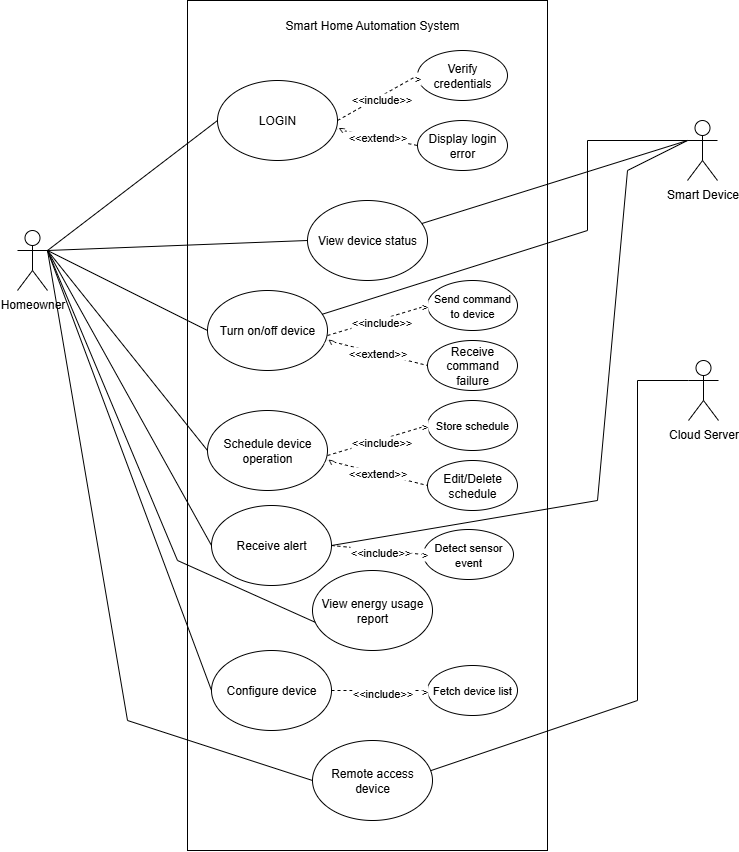 Smart Home Automation System
Verify
credentials
<<include>>
LOGIN
<<extend>>
Display login
error
Smart Device
View device status
Homeowner
Send command
to device
<<include>>
Turn on/off device
<<extend>>
Receive
command
failure
Store schedule
Cloud Server
<<include>>
Schedule device
operation
<<extend>>
Edit/Delete
schedule
Receive alert
<<include>>
Detect sensor
event
View energy usage
report
Configure device
<<include>>
Fetch device list
Remote access
device